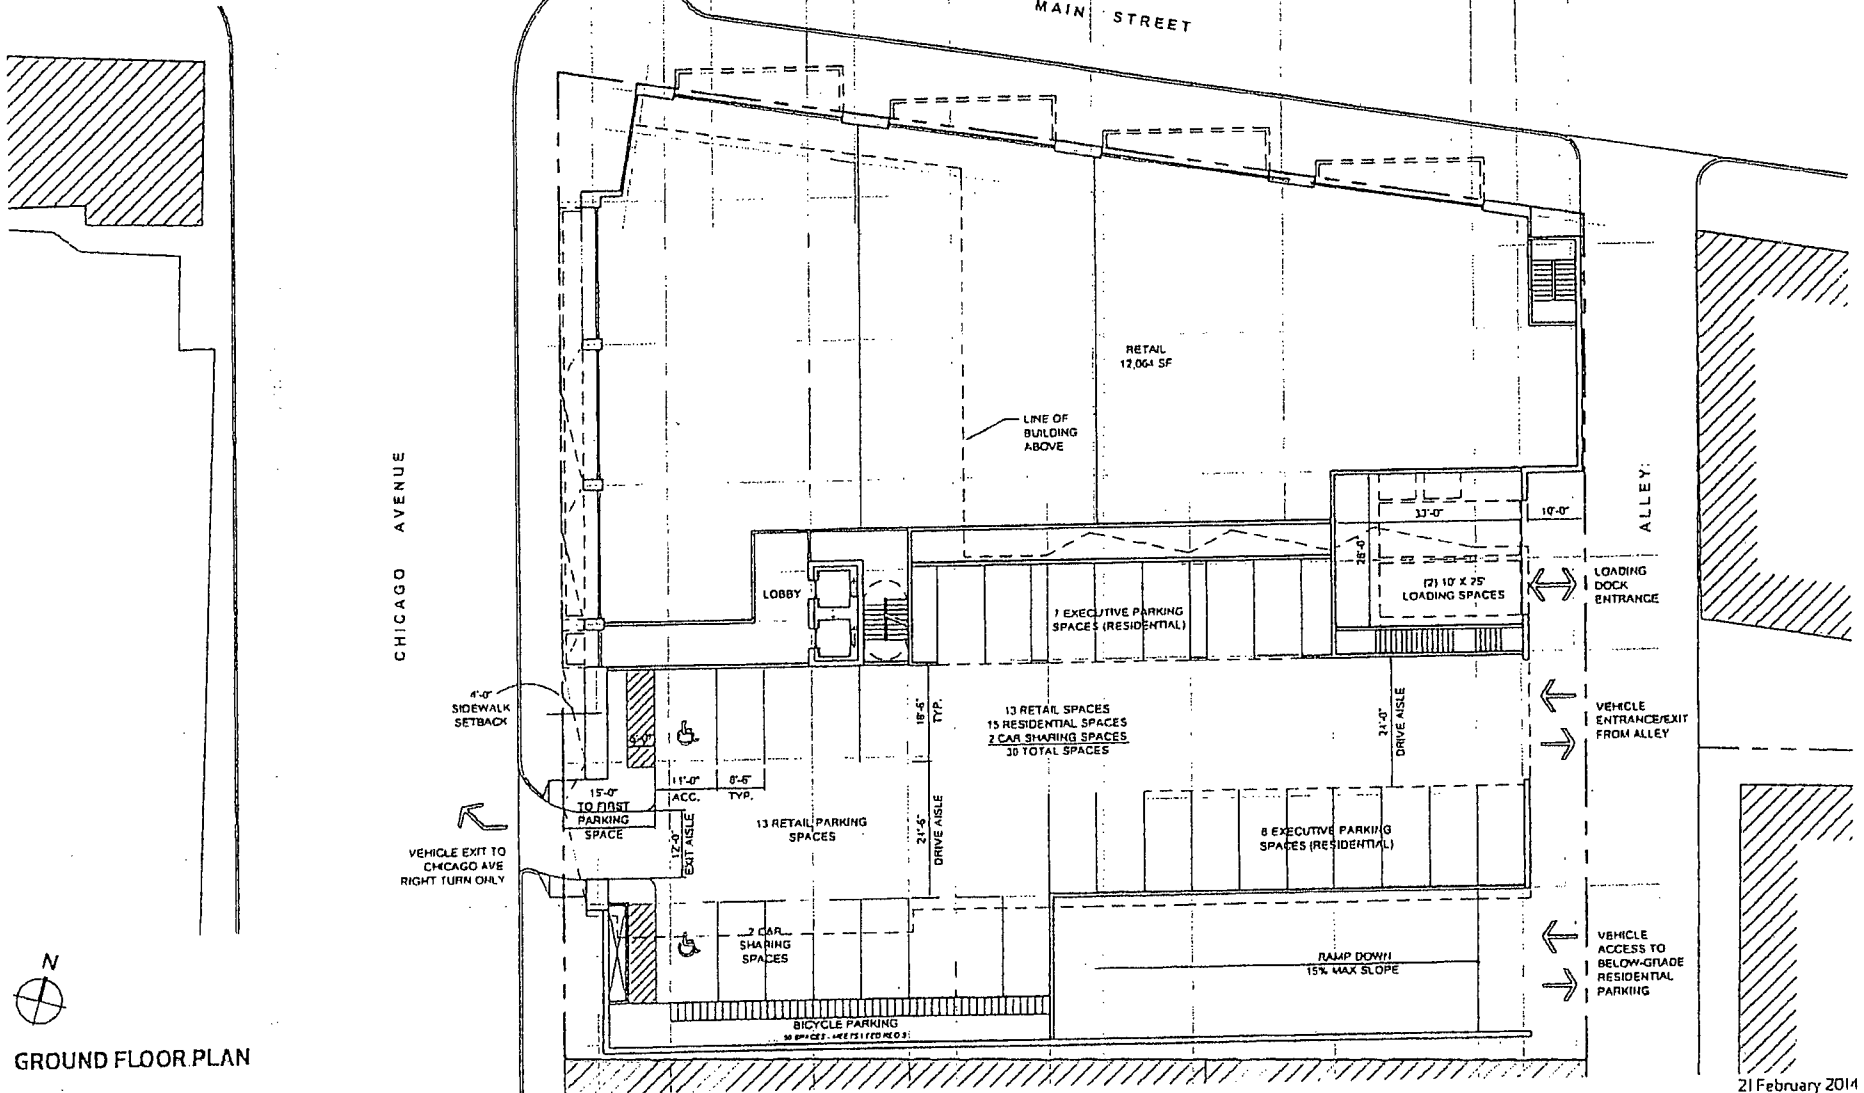 MAIN STREET
RETAIL
12,064 SF
LINE OF
BUILDING
ABOVE
CHICAGO AVENUE
ALLEY
33'-0"
10'-0"
(2) 10' X 25'
LOADING SPACES
LOADING
DOCK
ENTRANCE
LOBBY
7 EXECUTIVE PARKING
SPACES (RESIDENTIAL)
4'-0"
SIDEWALK
SETBACK
18'-6"
TYP.
13 RETAIL SPACES
15 RESIDENTIAL SPACES
2 CAR SHARING SPACES
30 TOTAL SPACES
24'-0"
DRIVE AISLE
VEHICLE
ENTRANCE/EXIT
FROM ALLEY
11'-0"
ACC.
8'-6"
TYP.
15'-0"
TO FIRST
PARKING
SPACE
12'-0"
EXIT AISLE
13 RETAIL PARKING
SPACES
24'-6"
DRIVE AISLE
8 EXECUTIVE PARKING
SPACES (RESIDENTIAL)
VEHICLE EXIT TO
CHICAGO AVE
RIGHT TURN ONLY
2 CAR
SHARING
SPACES
RAMP DOWN
15% MAX SLOPE
VEHICLE
ACCESS TO
BELOW-GRADE
RESIDENTIAL
PARKING
BICYCLE PARKING
N
GROUND FLOOR PLAN
21 February 2014